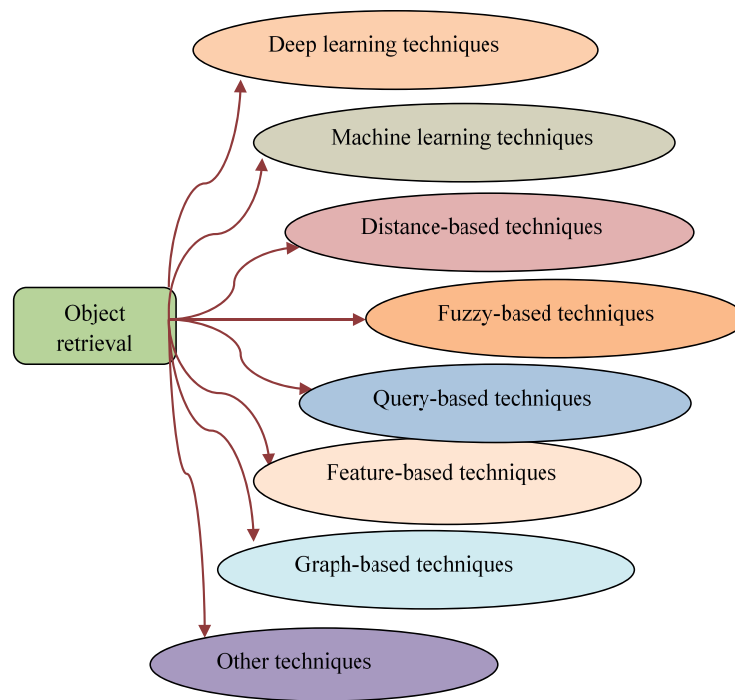 Deep learning techniques
Machine learning techniques
Distance-based techniques
Object
retrieval
Fuzzy-based techniques
Query-based techniques
Feature-based techniques
Graph-based techniques
Other techniques